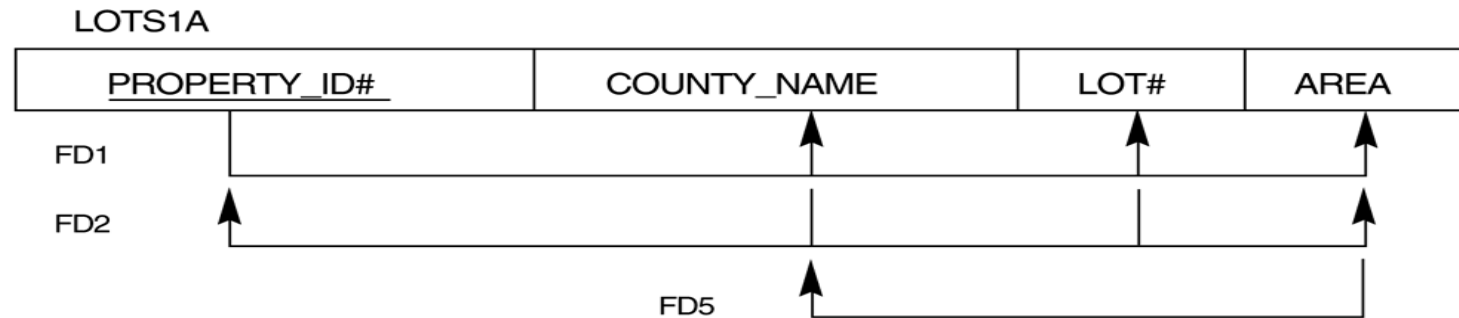 LOTS1A
PROPERTY_ID# COUNTY_NAME LOT# AREA
FD1
FD2
FD5